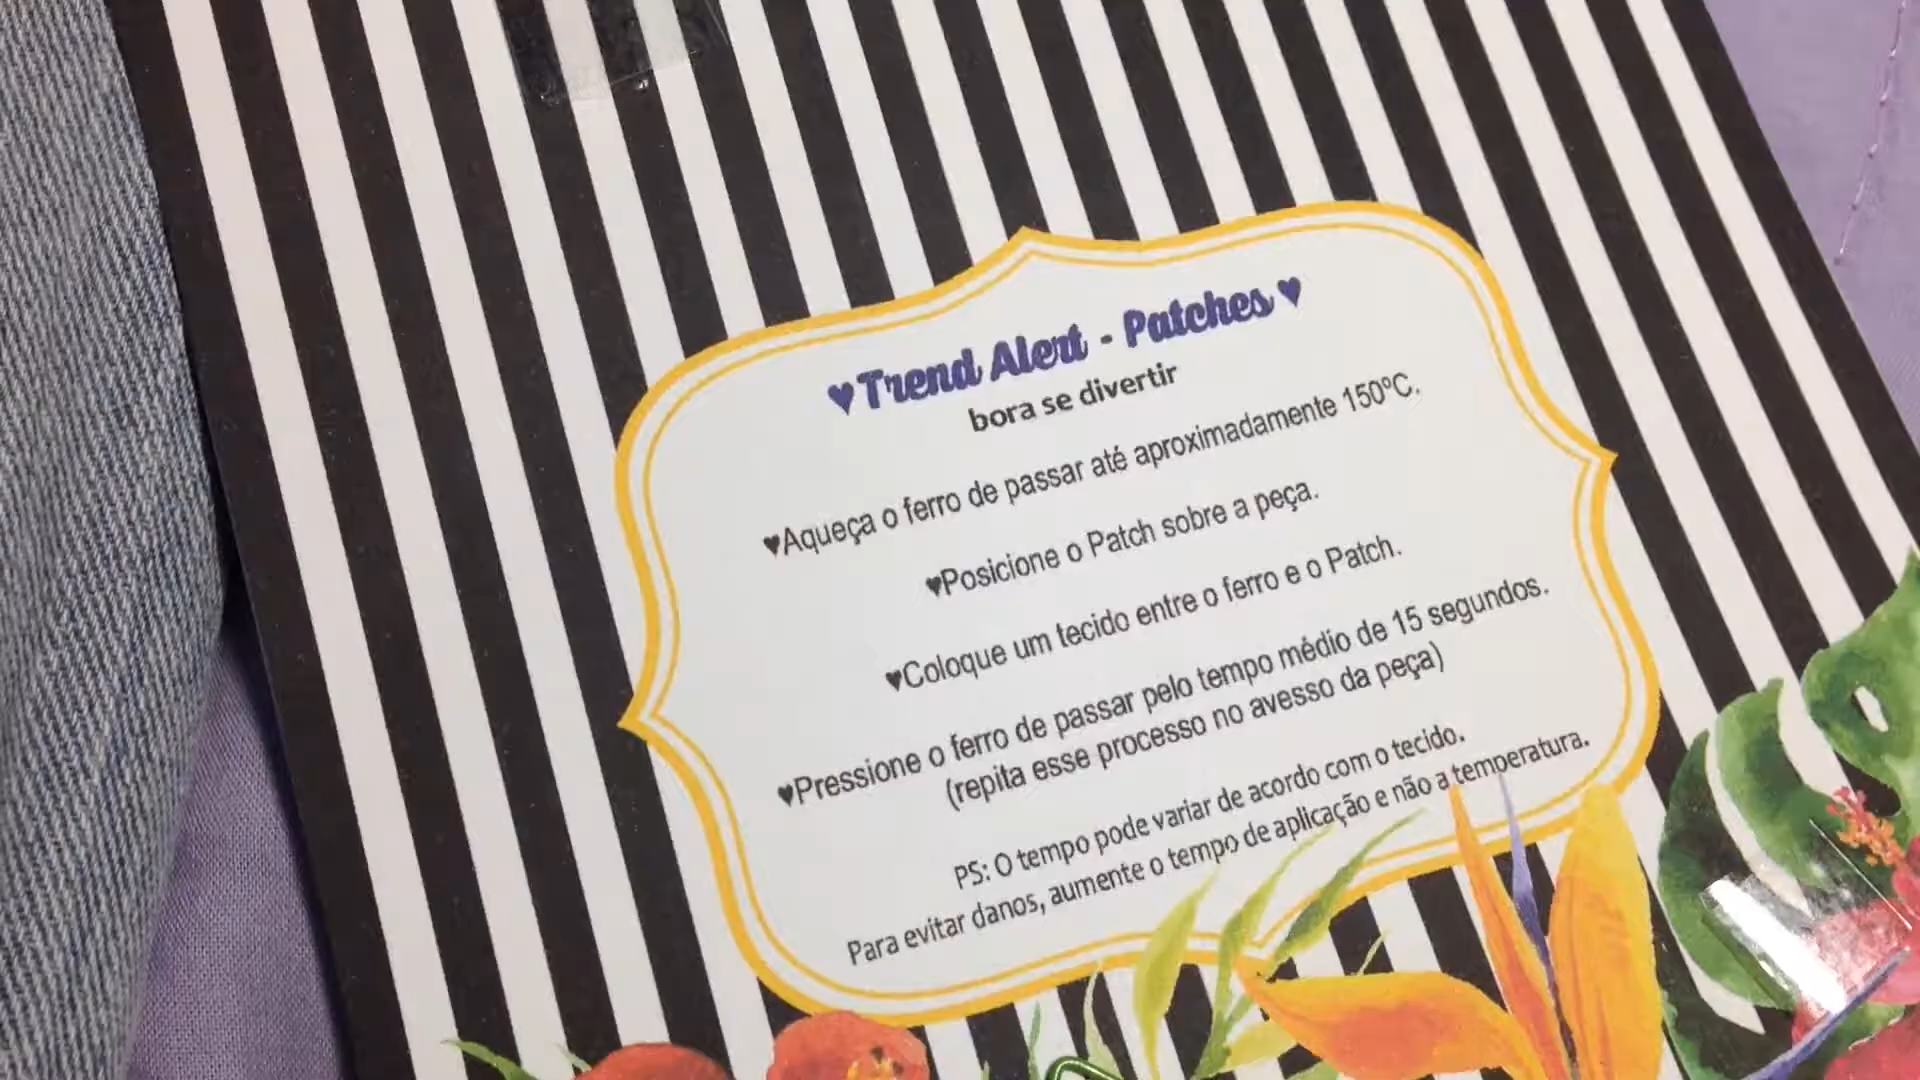 ♥Trend Alert - Patches♥
bora se divertir
♥Aqueça o ferro de passar até aproximadamente 150ºC.
♥Posicione o Patch sobre a peça.
♥Coloque um tecido entre o ferro e o Patch.
♥Pressione o ferro de passar pelo tempo médio de 15 segundos.
(repita esse processo no avesso da peça)
PS: O tempo pode variar de acordo com o tecido.
Para evitar danos, aumente o tempo de aplicação e não a temperatura.